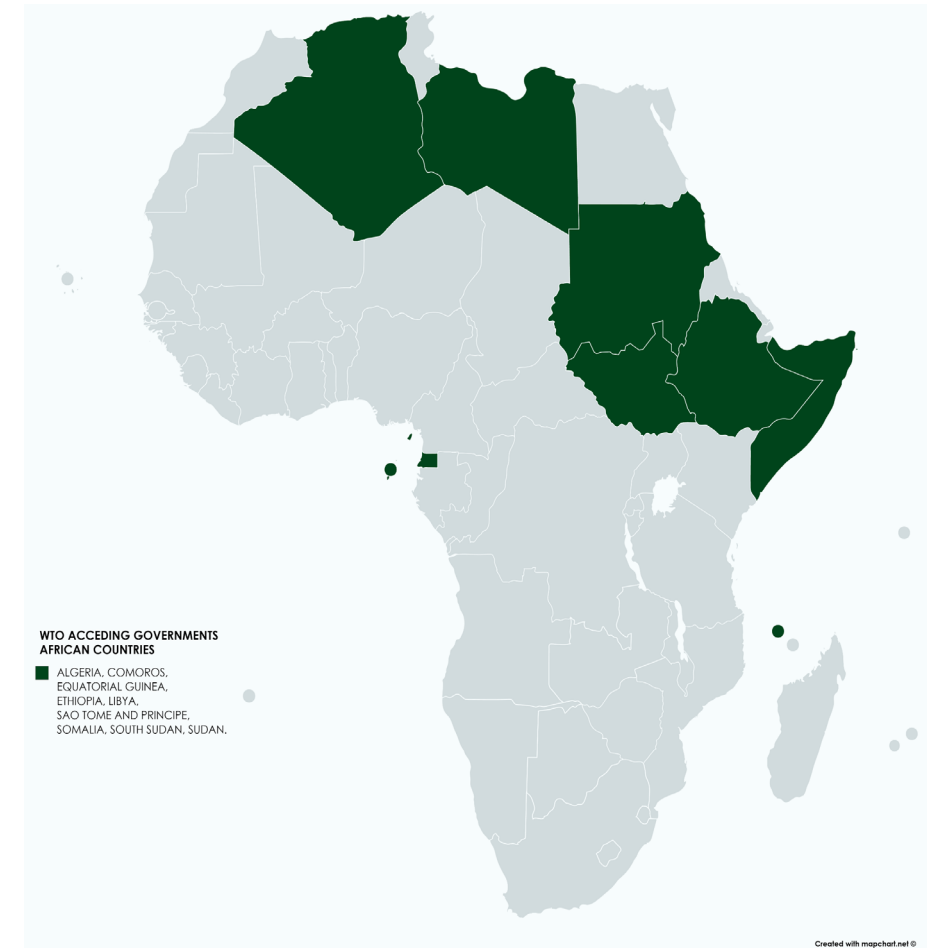 WTO ACCEDING GOVERNMENTS
AFRICAN COUNTRIES
ALGERIA, COMOROS,
EQUATORIAL GUINEA,
ETHIOPIA, LIBYA,
SAO TOME AND PRINCIPE,
SOMALIA, SOUTH SUDAN, SUDAN.
Created with mapchart.net ©